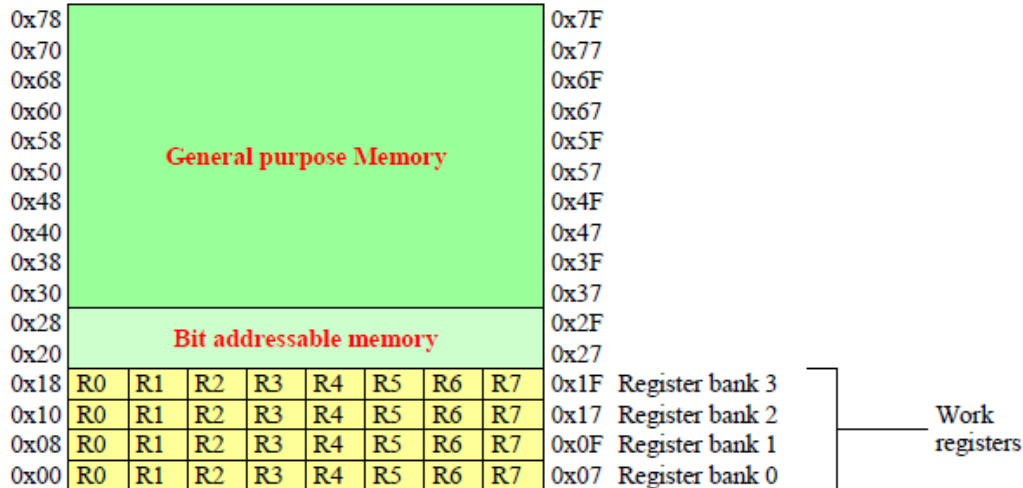 0x78 0x7F
0x70 0x77
0x68 0x6F
0x60 0x67
0x58 0x5F
General purpose Memory
0x50 0x57
0x48 0x4F
0x40 0x47
0x38 0x3F
0x30 0x37
0x28 0x2F
Bit addressable memory
0x20 0x27
0x18 R0 R1 R2 R3 R4 R5 R6 R7 0x1F Register bank 3
0x10 R0 R1 R2 R3 R4 R5 R6 R7 0x17 Register bank 2 Work
0x08 R0 R1 R2 R3 R4 R5 R6 R7 0x0F Register bank 1 registers
0x00 R0 R1 R2 R3 R4 R5 R6 R7 0x07 Register bank 0